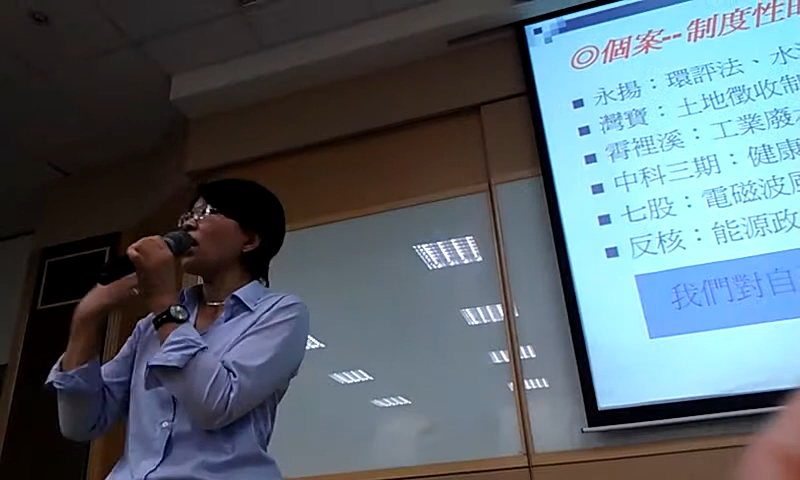 ◎個案--制度性的
■ 永揚：環評法、水
■ 灣寶：土地徵收制
■ 霄裡溪：工業廢
■ 中科三期：健康
■ 七股：電磁波風
■ 反核：能源政
我們對自